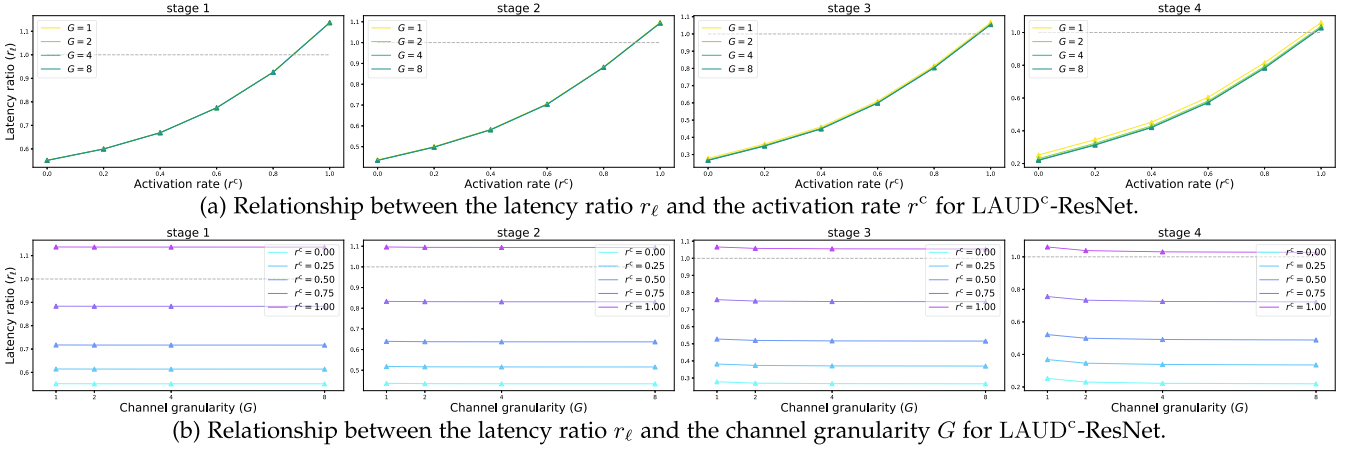 stage 1
stage 2
stage 3
stage 4
Latency ratio (rℓ)
1.1
1.0
0.9
0.8
0.7
0.6
G = 1
G = 2
G = 4
G = 8
0.0 0.2 0.4 0.6 0.8 1.0
Activation rate (rᶜ)
1.1
1.0
0.9
0.8
0.7
0.6
0.5
G = 1
G = 2
G = 4
G = 8
0.0 0.2 0.4 0.6 0.8 1.0
Activation rate (rᶜ)
1.0
0.9
0.8
0.7
0.6
0.5
0.4
0.3
G = 1
G = 2
G = 4
G = 8
0.0 0.2 0.4 0.6 0.8 1.0
Activation rate (rᶜ)
1.0
0.8
0.6
0.4
0.2
G = 1
G = 2
G = 4
G = 8
0.0 0.2 0.4 0.6 0.8 1.0
Activation rate (rᶜ)
(a) Relationship between the latency ratio rℓ and the activation rate rᶜ for LAUDᶜ-ResNet.
stage 1
stage 2
stage 3
stage 4
Latency ratio (rℓ)
1.1
1.0
0.9
0.8
0.7
0.6
rᶜ = 0,00
rᶜ = 0.25
rᶜ = 0.50
rᶜ = 0.75
rᶜ = 1.00
1 2 4 8
Channel granularity (G)
1.1
1.0
0.9
0.8
0.7
0.6
0.5
rᶜ = 0,00
rᶜ = 0.25
rᶜ = 0.50
rᶜ = 0.75
rᶜ = 1.00
1 2 4 8
Channel granularity (G)
1.1
1.0
0.9
0.8
0.7
0.6
0.5
0.4
0.3
rᶜ = 0,00
rᶜ = 0.25
rᶜ = 0.50
rᶜ = 0.75
rᶜ = 1.00
1 2 4 8
Channel granularity (G)
1.0
0.8
0.6
0.4
0.2
rᶜ = 0,00
rᶜ = 0.25
rᶜ = 0.50
rᶜ = 0.75
rᶜ = 1.00
1 2 4 8
Channel granularity (G)
(b) Relationship between the latency ratio rℓ and the channel granularity G for LAUDᶜ-ResNet.